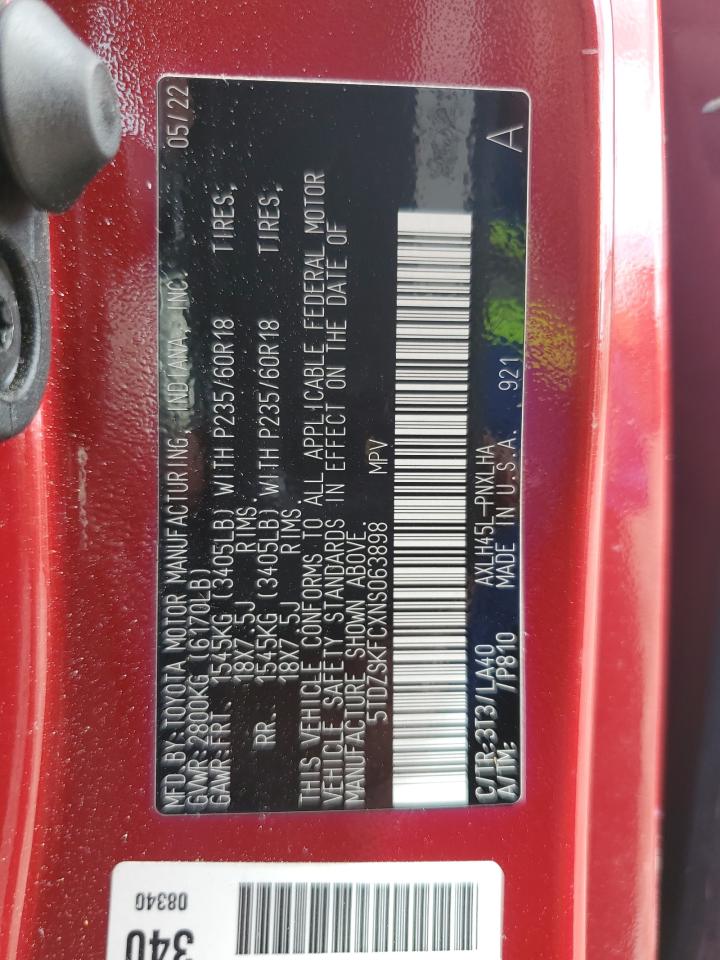 MFD.BY:TOYOTA MOTOR MANUFACTURING, INDIANA, INC. 05/22
GVWR: 2800KG (6170LB)
GAWR:FRT. 1545KG (3405LB) WITH P235/60R18 TIRES,
18X7.5J RIMS.
RR. 1545KG (3405LB) WITH P235/60R18 TIRES,
18X7.5J RIMS
THIS VEHICLE CONFORMS TO ALL APPLICABLE FEDERAL MOTOR
VEHICLE SAFETY STANDARDS IN EFFECT ON THE DATE OF
MANUFACTURE SHOWN ABOVE.
5TDZSKFCXNS063898 MPV
C/TR:3T3/LA40 AXLH45L-PNXLHA A
A/TM: /P810 MADE IN U.S.A. 921
08340
340